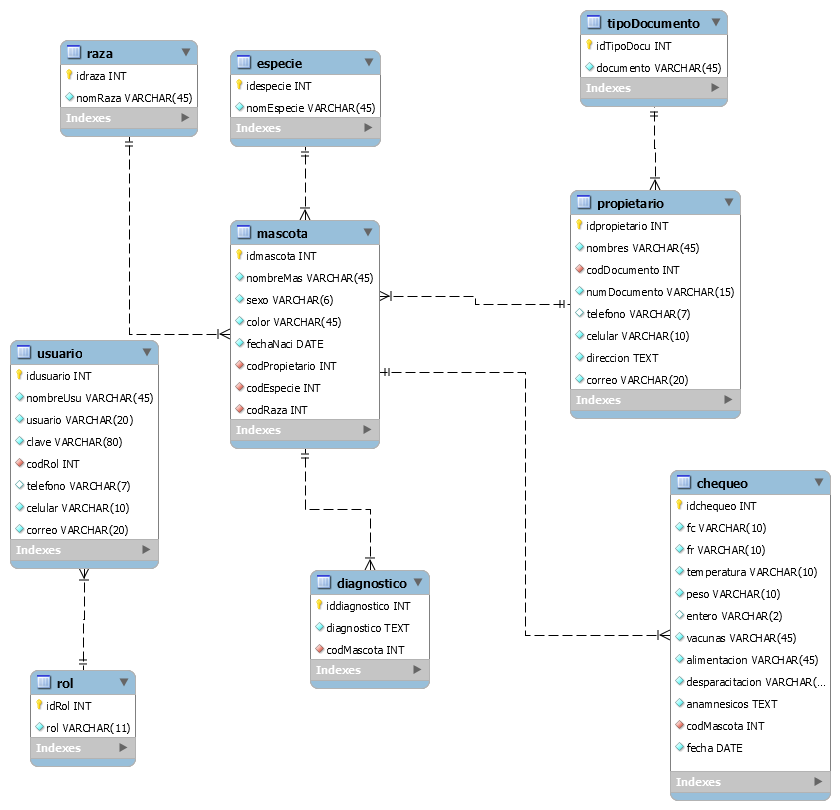 raza
idraza INT
nomRaza VARCHAR(45)
Indexes
especie
idespecie INT
nomEspecie VARCHAR(45)
Indexes
tipoDocumento
idTipoDocu INT
documento VARCHAR(45)
Indexes
mascota
idmascota INT
nombreMas VARCHAR(45)
sexo VARCHAR(6)
color VARCHAR(45)
fechaNaci DATE
codPropietario INT
codEspecie INT
codRaza INT
Indexes
propietario
idpropietario INT
nombres VARCHAR(45)
codDocumento INT
numDocumento VARCHAR(15)
telefono VARCHAR(7)
celular VARCHAR(10)
direccion TEXT
correo VARCHAR(20)
Indexes
usuario
idusuario INT
nombreUsu VARCHAR(45)
usuario VARCHAR(20)
clave VARCHAR(80)
codRol INT
telefono VARCHAR(7)
celular VARCHAR(10)
correo VARCHAR(20)
Indexes
diagnostico
iddiagnostico INT
diagnostico TEXT
codMascota INT
Indexes
chequeo
idchequeo INT
fc VARCHAR(10)
fr VARCHAR(10)
temperatura VARCHAR(10)
peso VARCHAR(10)
entero VARCHAR(2)
vacunas VARCHAR(45)
alimentacion VARCHAR(45)
desparacitacion VARCHAR(...
anamnesicos TEXT
codMascota INT
fecha DATE
Indexes
rol
idRol INT
rol VARCHAR(11)
Indexes